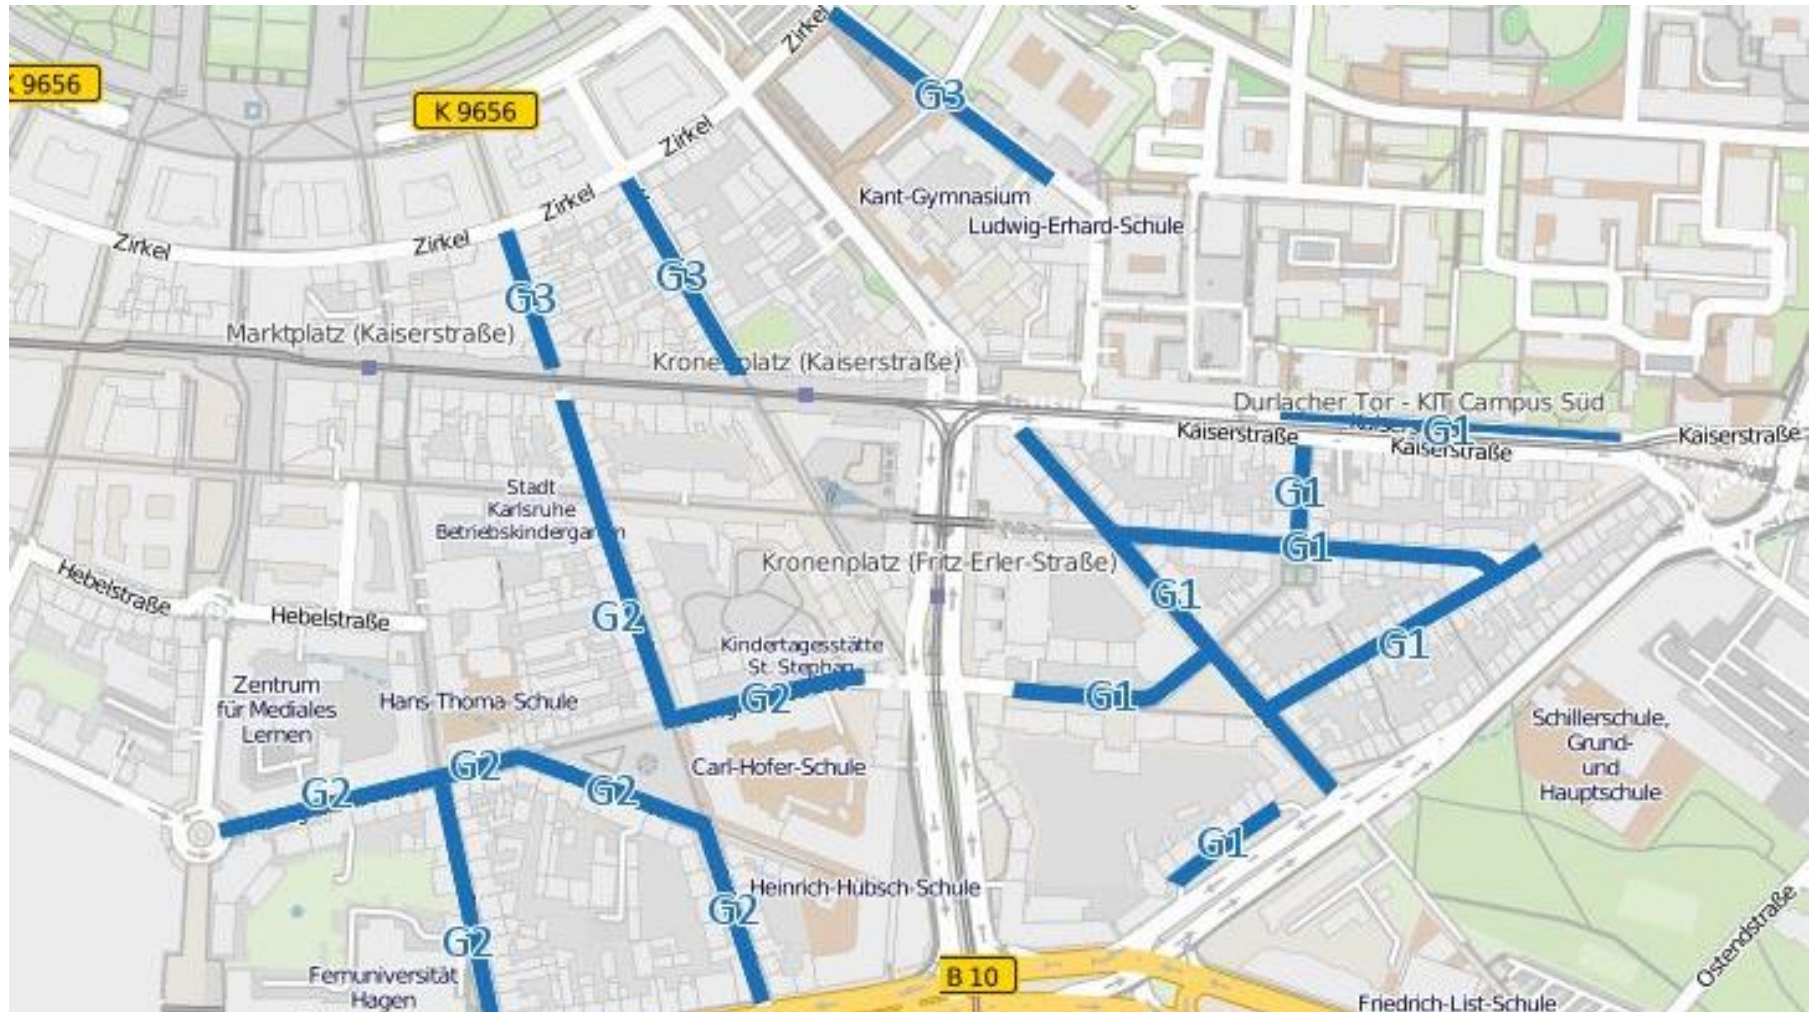 Zirkel
G3
K 9656
K 9656
Zirkel
Kant-Gymnasium
Ludwig-Erhard-Schule
Zirkel
Zirkel
Zirkel
G3
G3
Marktplatz (Kaiserstraße)
Kronenplatz (Kaiserstraße)
Durlacher Tor - KIT Campus Süd
G1
Kaiserstraße
Kaiserstraße
Kaiserstraße
Stadt
Karlsruhe
Betriebskindergarten
G1
G1
Kronenplatz (Fritz-Erler-Straße)
Hebelstraße
Hebelstraße
G2
G1
Kindertagesstätte
St. Stephan
G1
G2
G1
Zentrum
für Mediales
Lernen
Hans-Thoma-Schule
Schillerschule,
Grund-
und
Hauptschule
Carl-Hofer-Schule
G2
G2
G2
G1
Heinrich-Hübsch-Schule
G2
G2
Fernuniversität
Hagen
B 10
Ostendstraße
Friedrich-List-Schule